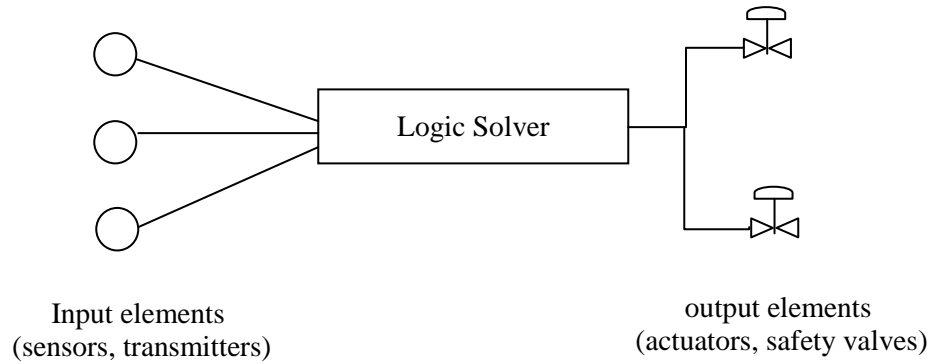 Logic Solver
Input elements
(sensors, transmitters)
output elements
(actuators, safety valves)